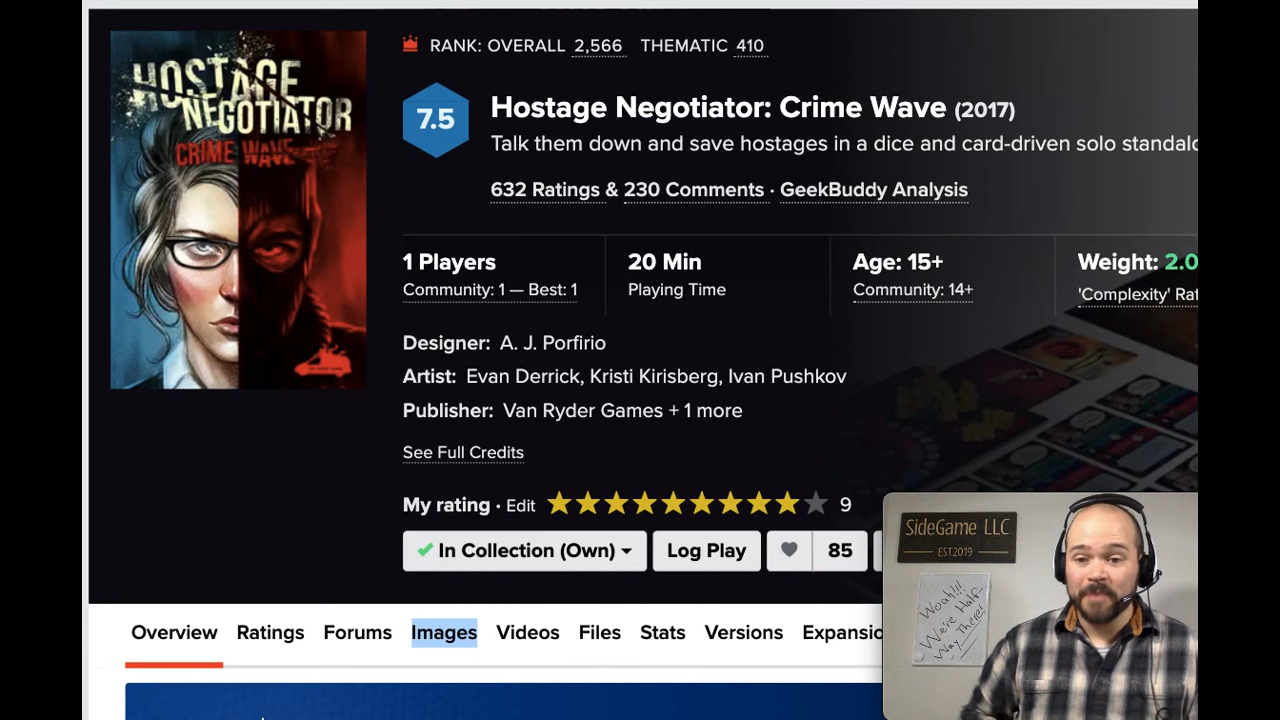 HOSTAGE
NEGOTIATOR
CRIME WAVE
RANK: OVERALL 2,566 THEMATIC 410
7.5
Hostage Negotiator: Crime Wave (2017)
Talk them down and save hostages in a dice and card-driven solo standalo
632 Ratings & 230 Comments · GeekBuddy Analysis
1 Players
Community: 1 — Best: 1
20 Min
Playing Time
Age: 15+
Community: 14+
Weight: 2.0
'Complexity' Rat
Designer: A. J. Porfirio
Artist: Evan Derrick, Kristi Kirisberg, Ivan Pushkov
Publisher: Van Ryder Games + 1 more
See Full Credits
My rating · Edit 9
In Collection (Own) Log Play 85
Overview Ratings Forums Images Videos Files Stats Versions Expansio
SideGame LLC
EST2019
Woah!!!
We're Half-
Way There!